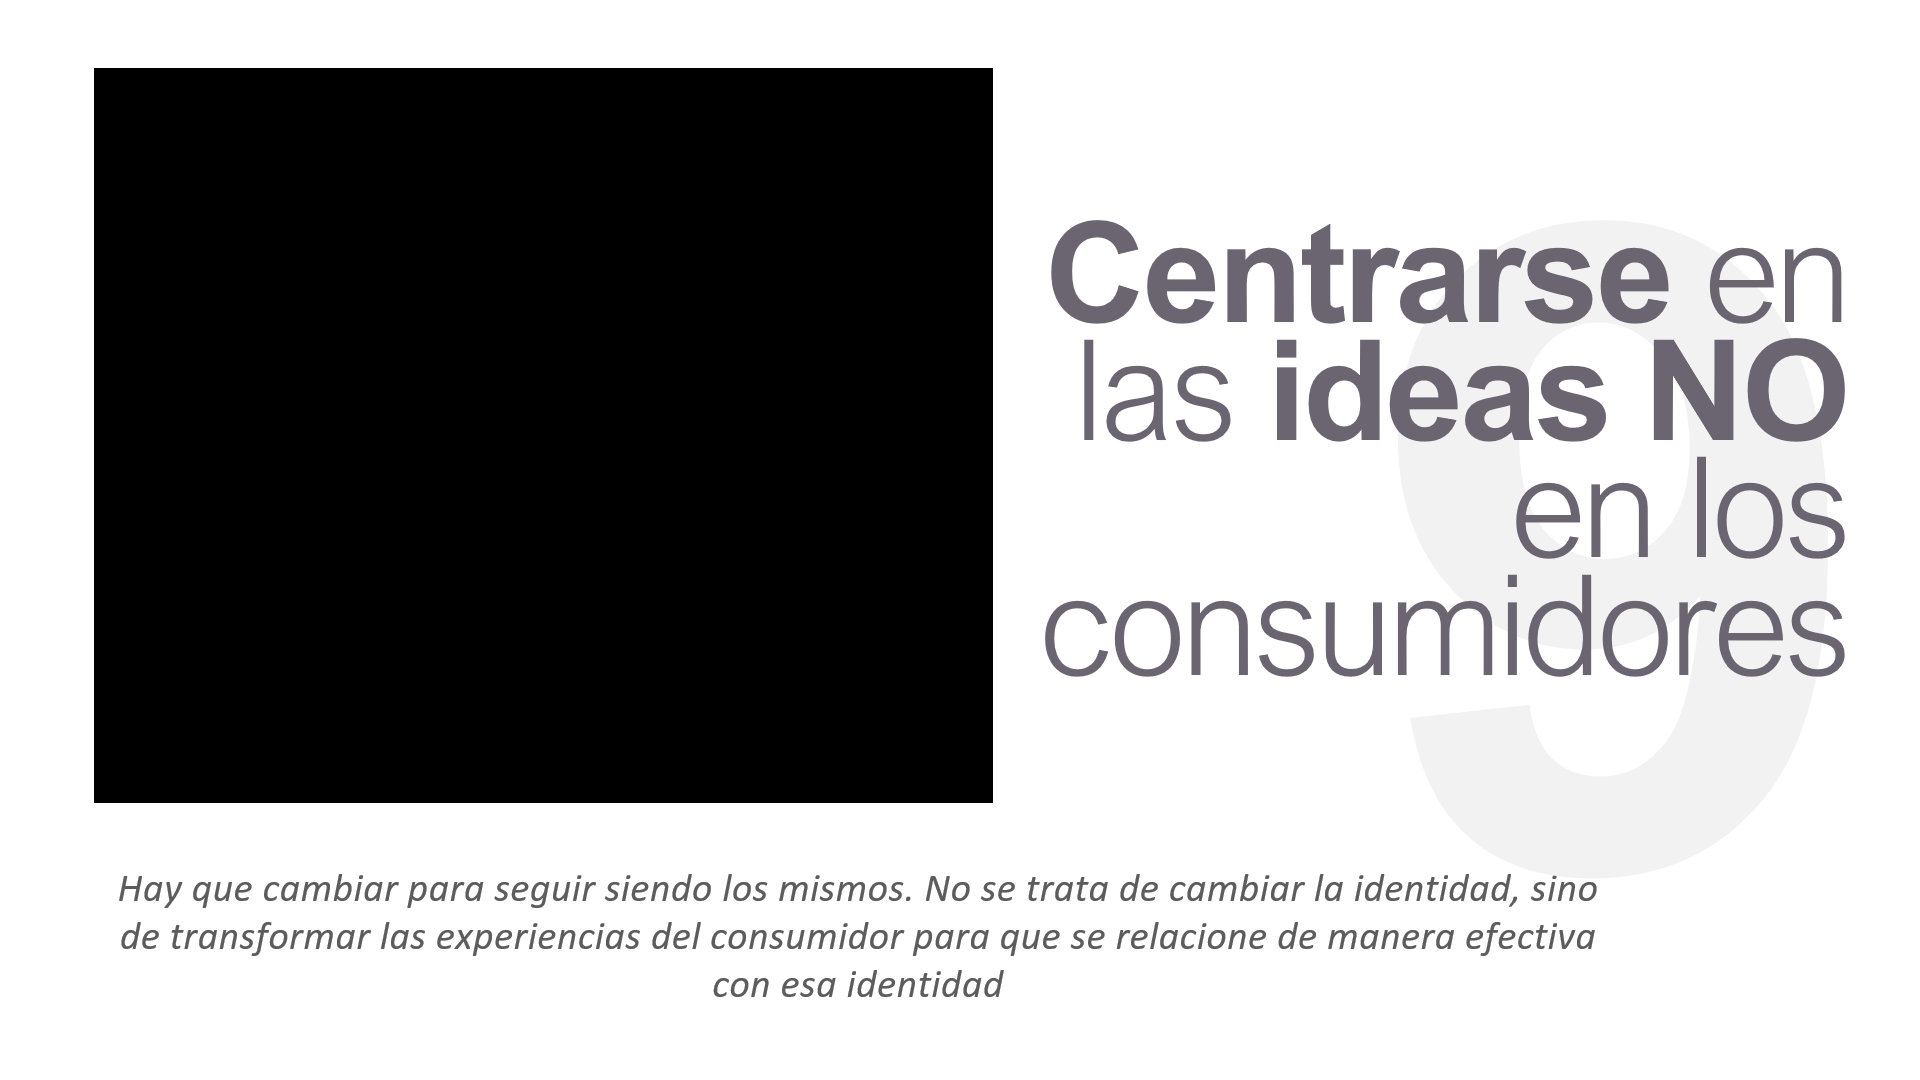 Centrarse en
las ideas NO
en los
consumidores
9
Hay que cambiar para seguir siendo los mismos. No se trata de cambiar la identidad, sino
de transformar las experiencias del consumidor para que se relacione de manera efectiva
con esa identidad